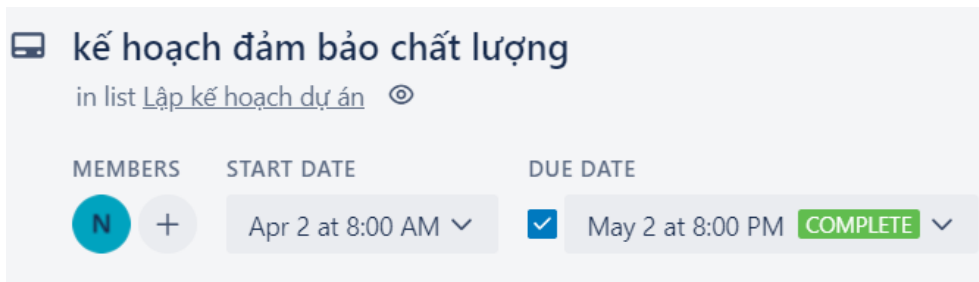 kế hoạch đảm bảo chất lượng
in list Lập kế hoạch dự án
MEMBERS START DATE DUE DATE
N + Apr 2 at 8:00 AM May 2 at 8:00 PM COMPLETE